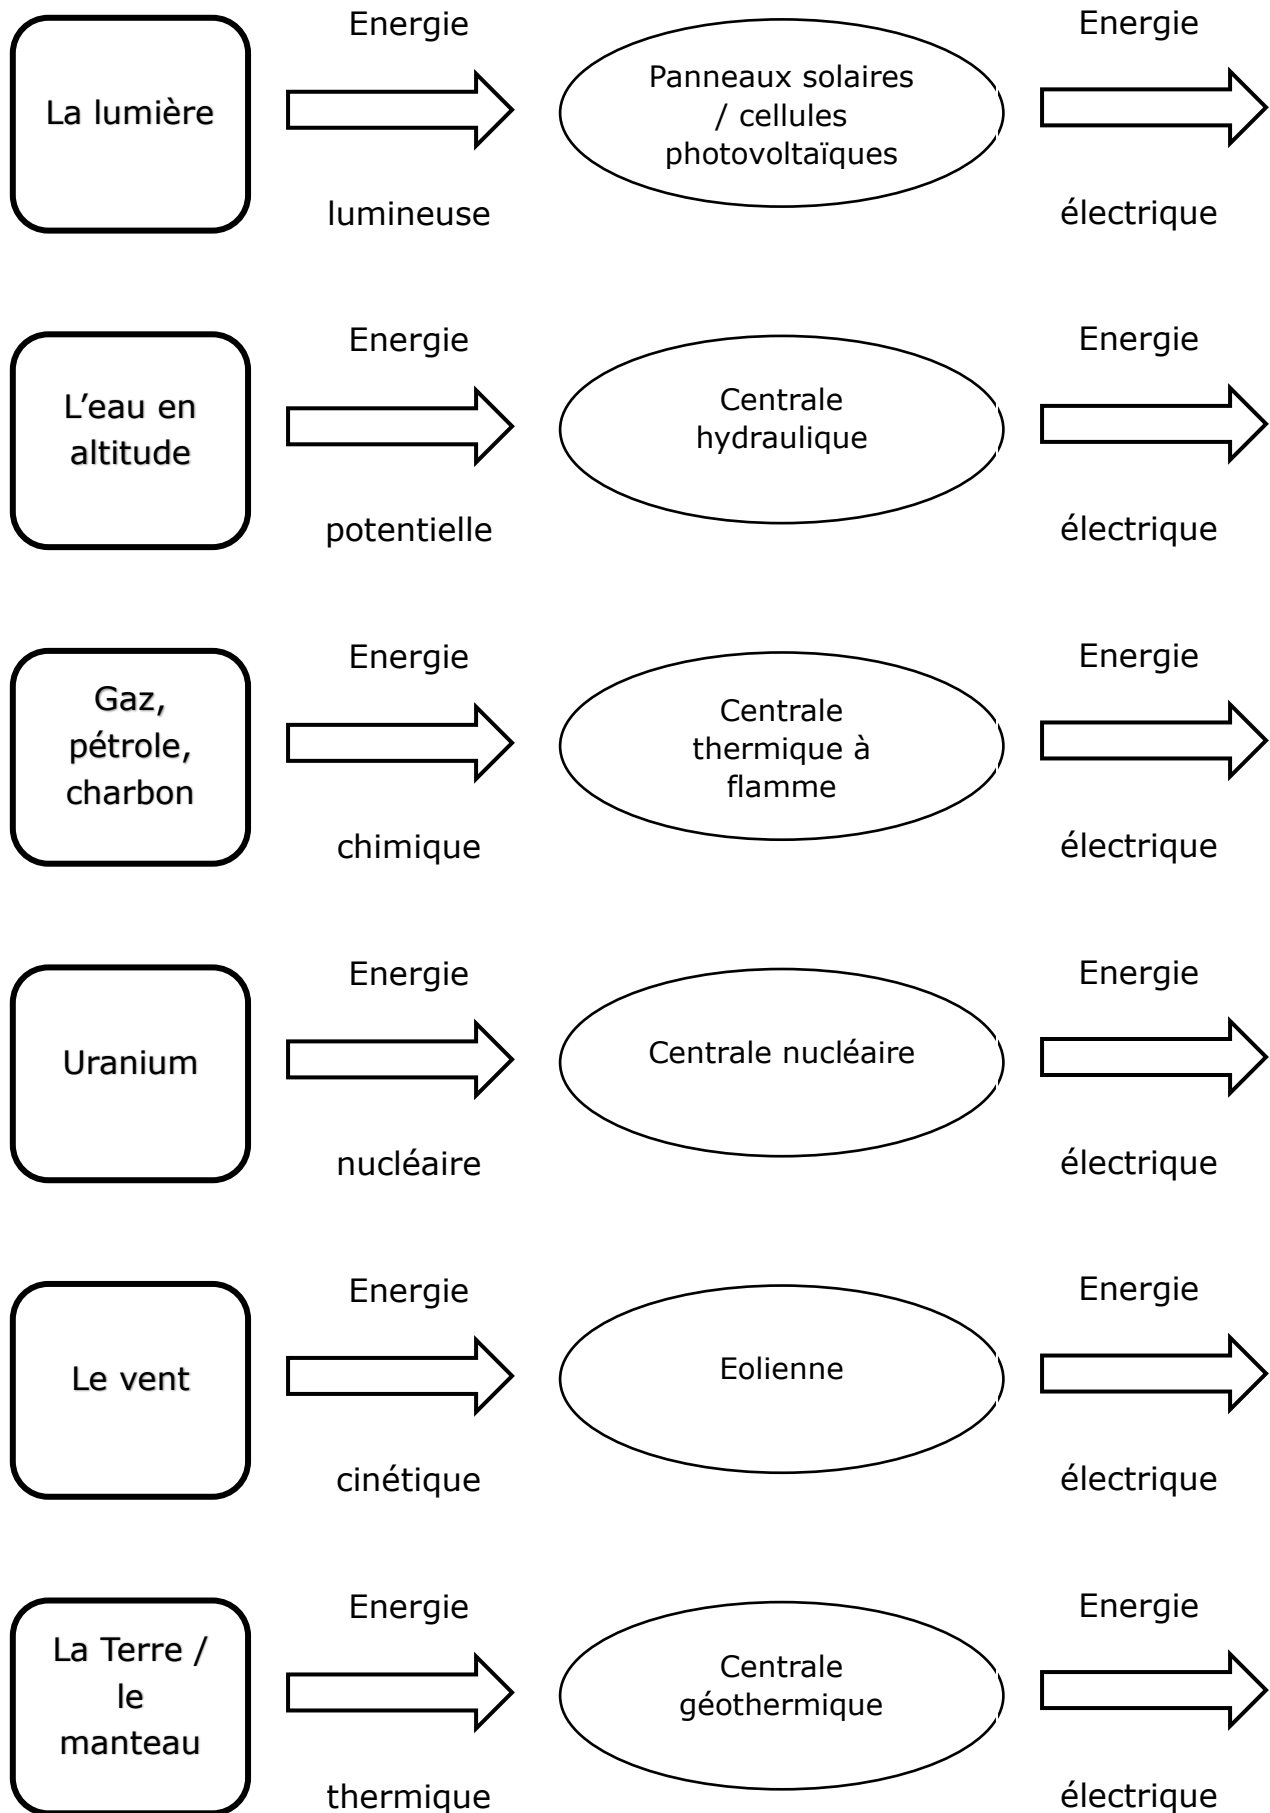 Energie
Energie
La lumière
Panneaux solaires
/ cellules
photovoltaïques
lumineuse
électrique
Energie
Energie
L’eau en
altitude
Centrale
hydraulique
potentielle
électrique
Energie
Energie
Gaz,
pétrole,
charbon
Centrale
thermique à
flamme
chimique
électrique
Energie
Energie
Uranium
Centrale nucléaire
nucléaire
électrique
Energie
Energie
Le vent
Eolienne
cinétique
électrique
Energie
Energie
La Terre /
le
manteau
Centrale
géothermique
thermique
électrique